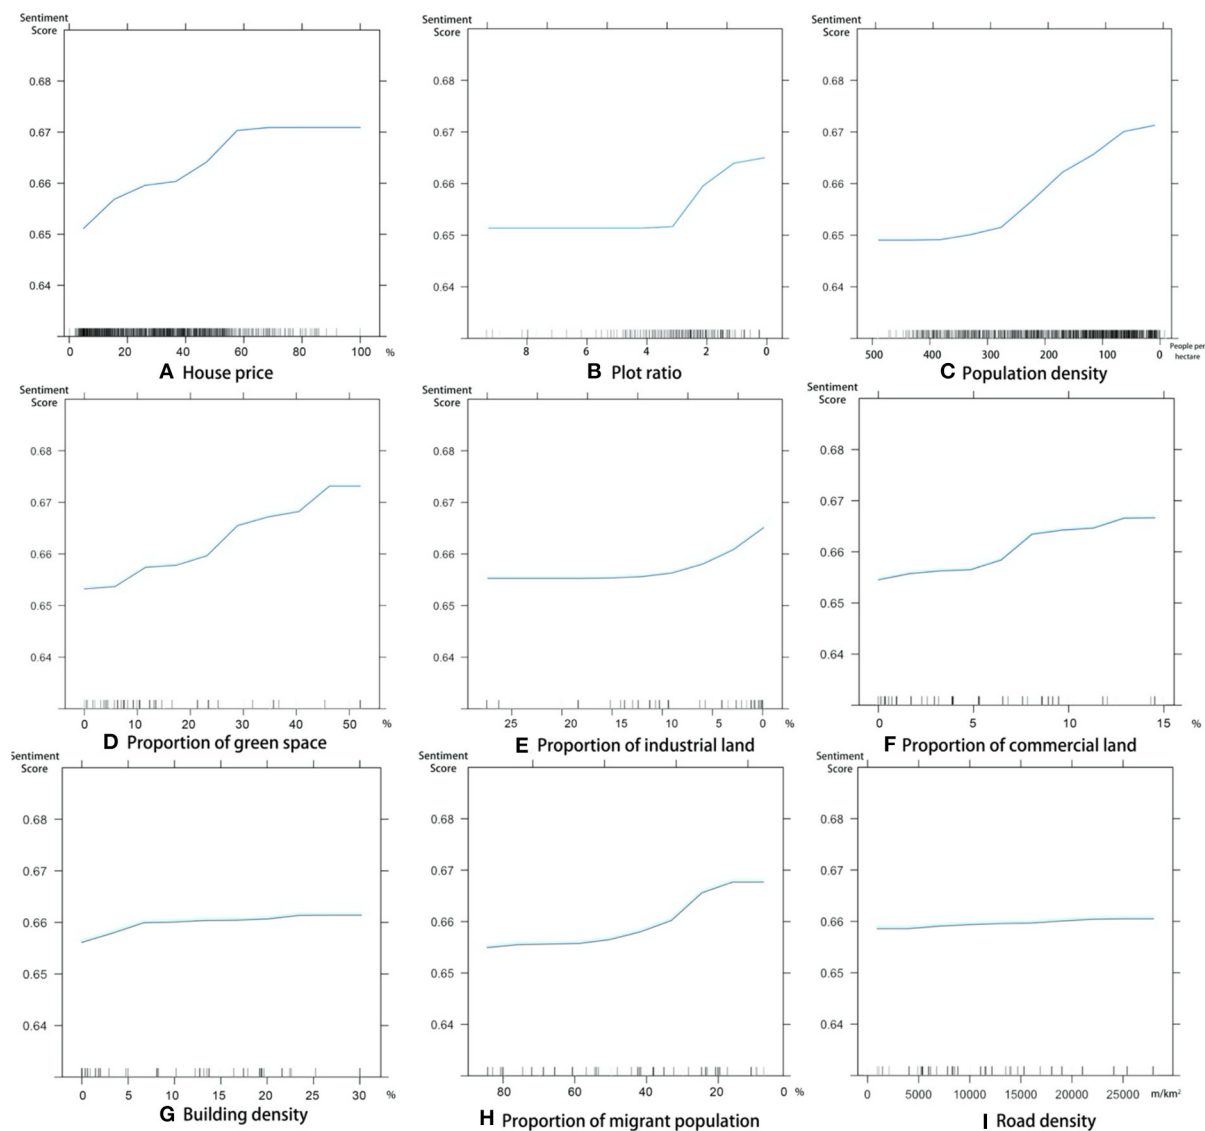 Sentiment
Score
0.68
0.67
0.66
0.65
0.64
0 20 40 60 80 100 %
A House price
Sentiment
Score
0.68
0.67
0.66
0.65
0.64
8 6 4 2 0
B Plot ratio
Sentiment
Score
0.68
0.67
0.66
0.65
0.64
500 400 300 200 100 0 People per
hectare
C Population density
Sentiment
Score
0.68
0.67
0.66
0.65
0.64
0 10 20 30 40 50 %
D Proportion of green space
Sentiment
Score
0.68
0.67
0.66
0.65
0.64
25 20 15 10 5 0 %
E Proportion of industrial land
Sentiment
Score
0.68
0.67
0.66
0.65
0.64
0 5 10 15 %
F Proportion of commercial land
Sentiment
Score
0.68
0.67
0.66
0.65
0.64
0 5 10 15 20 25 30 %
G Building density
Sentiment
Score
0.68
0.67
0.66
0.65
0.64
80 60 40 20 0 %
H Proportion of migrant population
Sentiment
Score
0.68
0.67
0.66
0.65
0.64
0 5000 10000 15000 20000 25000 m/km²
I Road density